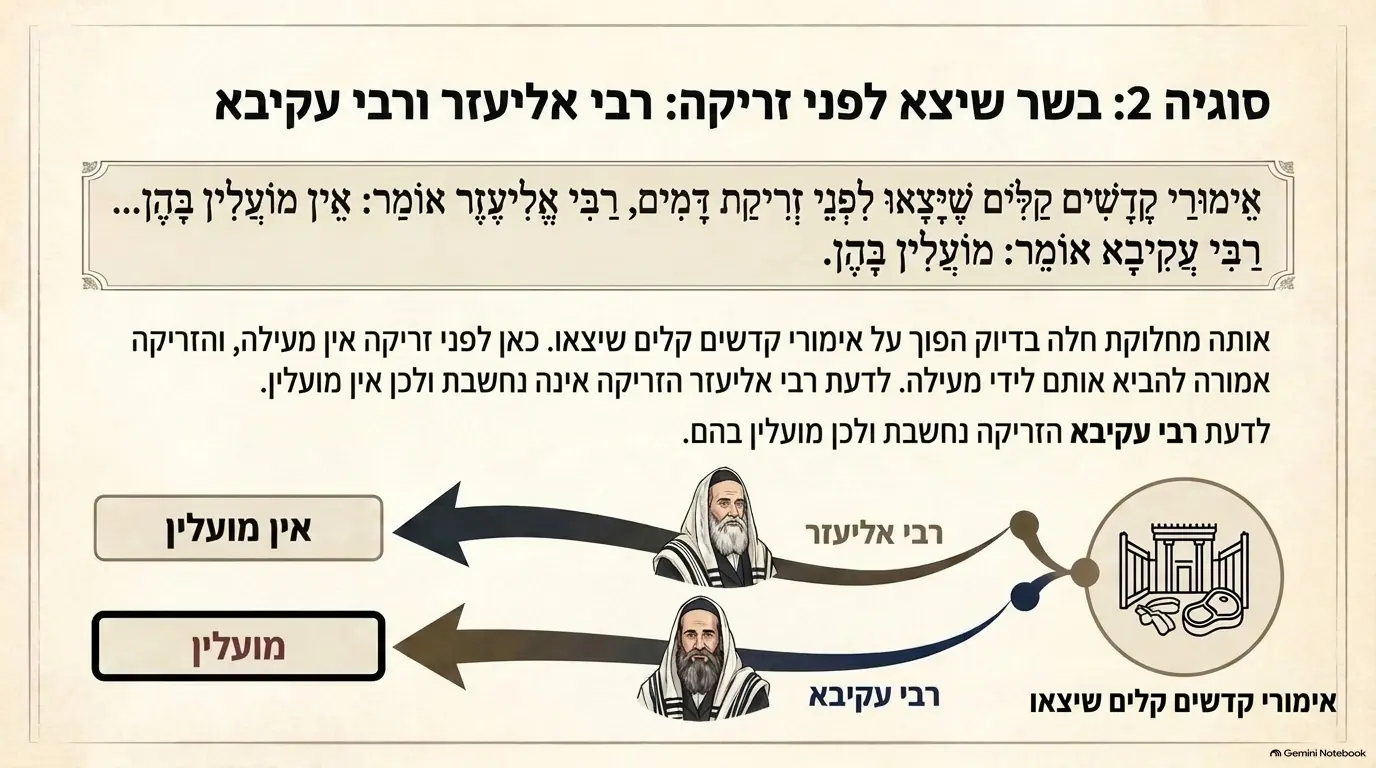 סוגיה 2: בשר שיצא לפני זריקה: רבי אליעזר ורבי עקיבא
אֵימוּרַי קָדָשִׁים קַלִּים שֶׁיָּצָאוּ לִפְנֵי זְרִיקַת דָּמִים, רַבִּי אֱלִיעֶזֶר אוֹמַר: אֵין מוֹעֲלִין בָּהֶן...
רַבִּי עֲקִיבָא אוֹמֵר: מוֹעֲלִין בָּהֶן.
אותה מחלוקת חלה בדיוק הפוך על אימורי קדשים קלים שיצאו. כאן לפני זריקה אין מעילה, והזריקה
אמורה להביא אותם לידי מעילה. לדעת רבי אליעזר הזריקה אינה נחשבת ולכן אין מועלין.
לדעת רבי עקיבא הזריקה נחשבת ולכן מועלין בהם.
רבי אליעזר
אין מועלין
רבי עקיבא
מועלין
אימורי קדשים קלים שיצאו
Gemini Notebook